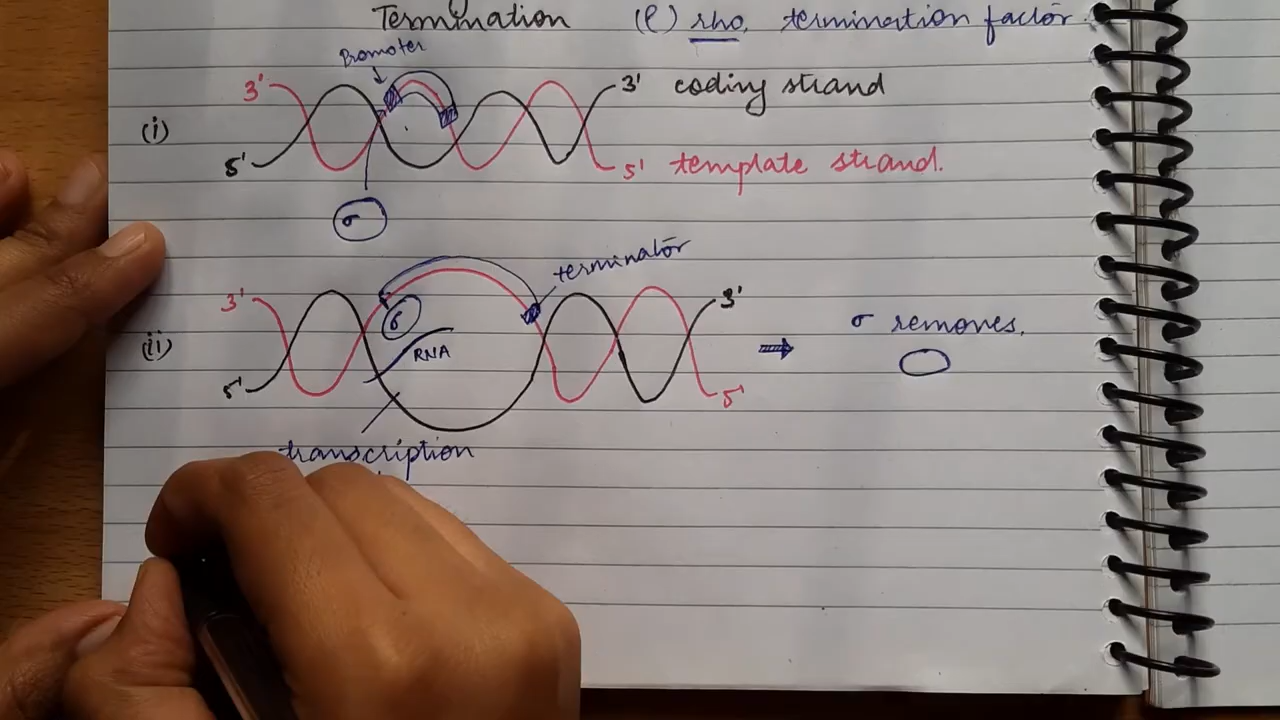 Termination (ρ) rho, termination factor.
Promoter
3' 3' coding strand
(i)
5' 5' template strand.
σ
terminator
3' 3'
σ σ removes.
(ii) RNA
5' 5'
transcription